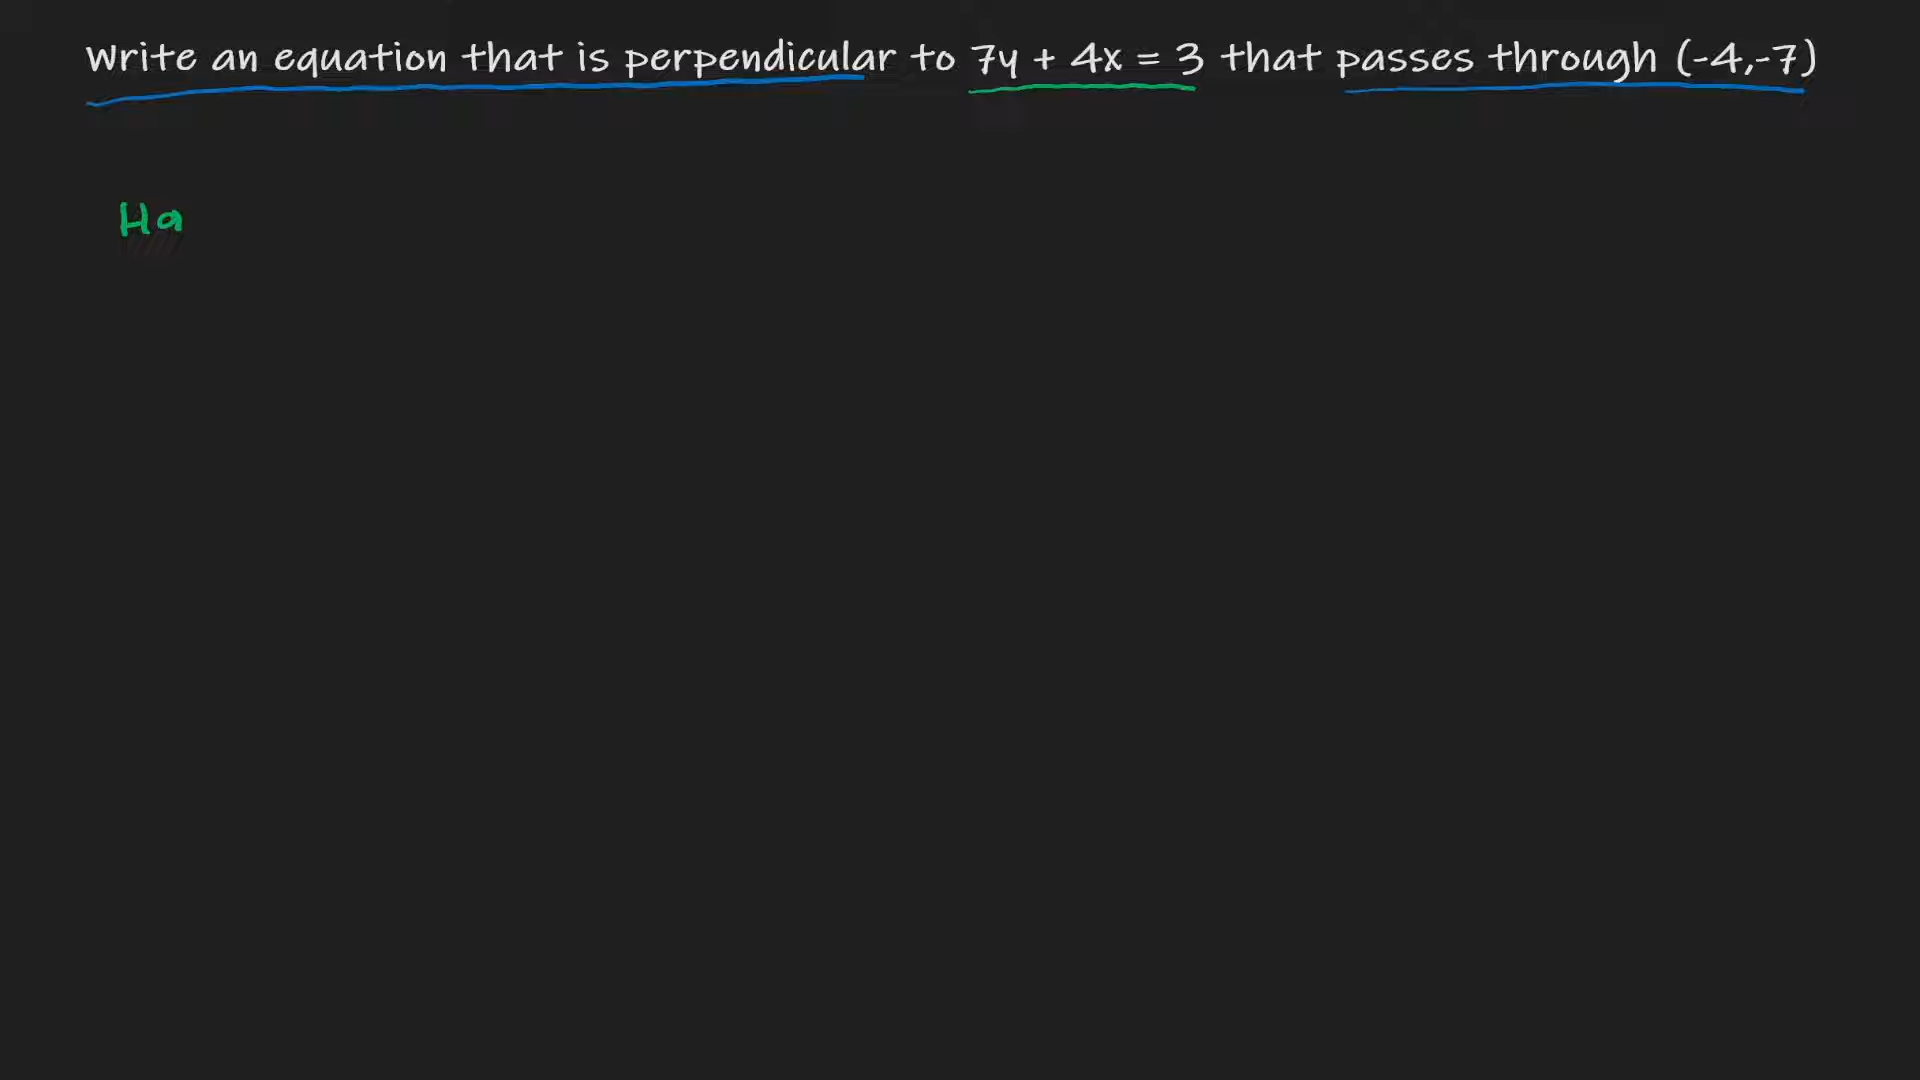 Write an equation that is perpendicular to 7y + 4x = 3 that passes through (-4,-7)
Ha